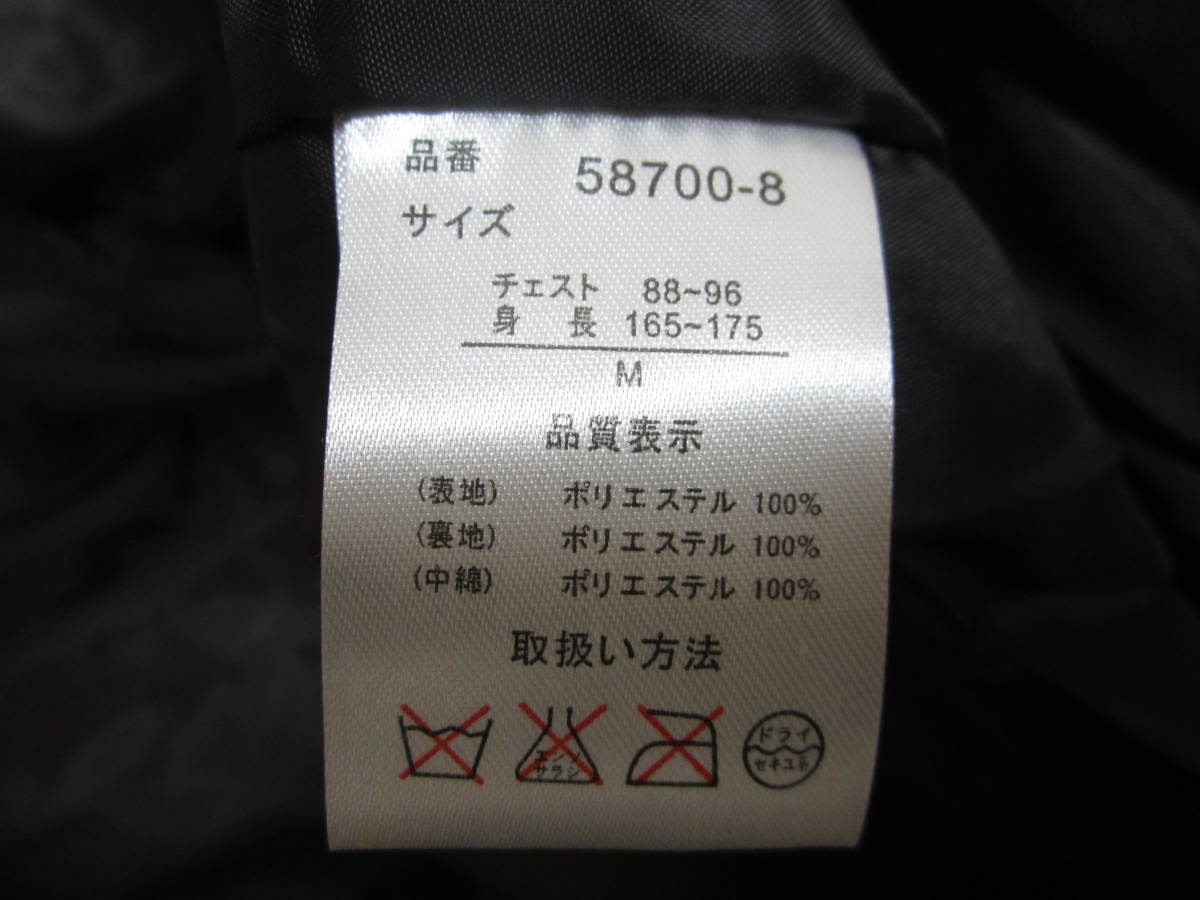 品番 58700-8
サイズ
チェスト 88~96
身 長 165~175
M
品質表示
(表地) ポリエステル 100%
(裏地) ポリエステル 100%
(中綿) ポリエステル 100%
取扱い方法
エンソ
サラシ
ドライ
セキユ系